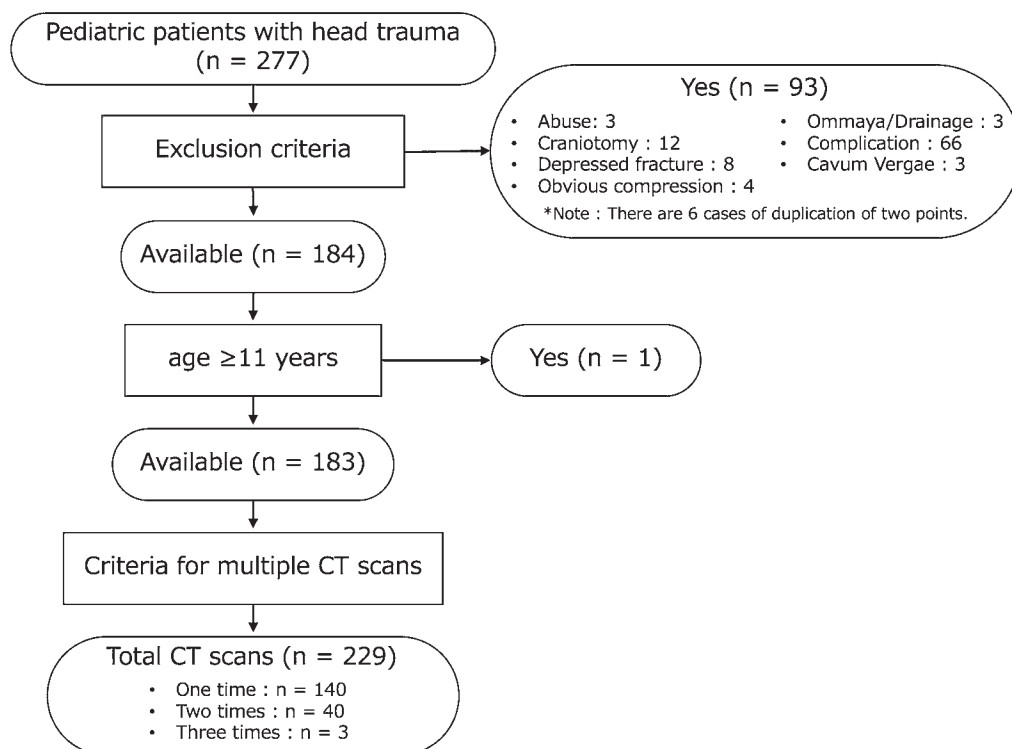 Pediatric patients with head trauma
(n = 277)
Exclusion criteria
Yes (n = 93)
• Abuse: 3
• Craniotomy : 12
• Depressed fracture : 8
• Obvious compression : 4
• Ommaya/Drainage : 3
• Complication : 66
• Cavum Vergae : 3
*Note : There are 6 cases of duplication of two points.
Available (n = 184)
age ≥11 years
Yes (n = 1)
Available (n = 183)
Criteria for multiple CT scans
Total CT scans (n = 229)
• One time : n = 140
• Two times : n = 40
• Three times : n = 3